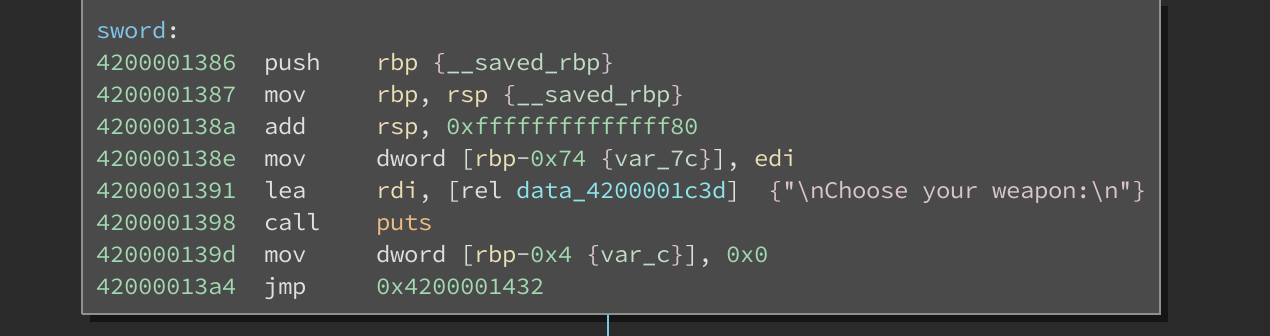 sword:
4200001386  push    rbp {__saved_rbp}
4200001387  mov     rbp, rsp {__saved_rbp}
420000138a  add     rsp, 0xffffffffffffff80
420000138e  mov     dword [rbp-0x74 {var_7c}], edi
4200001391  lea     rdi, [rel data_4200001c3d]  {"\nChoose your weapon:\n"}
4200001398  call    puts
420000139d  mov     dword [rbp-0x4 {var_c}], 0x0
42000013a4  jmp     0x4200001432